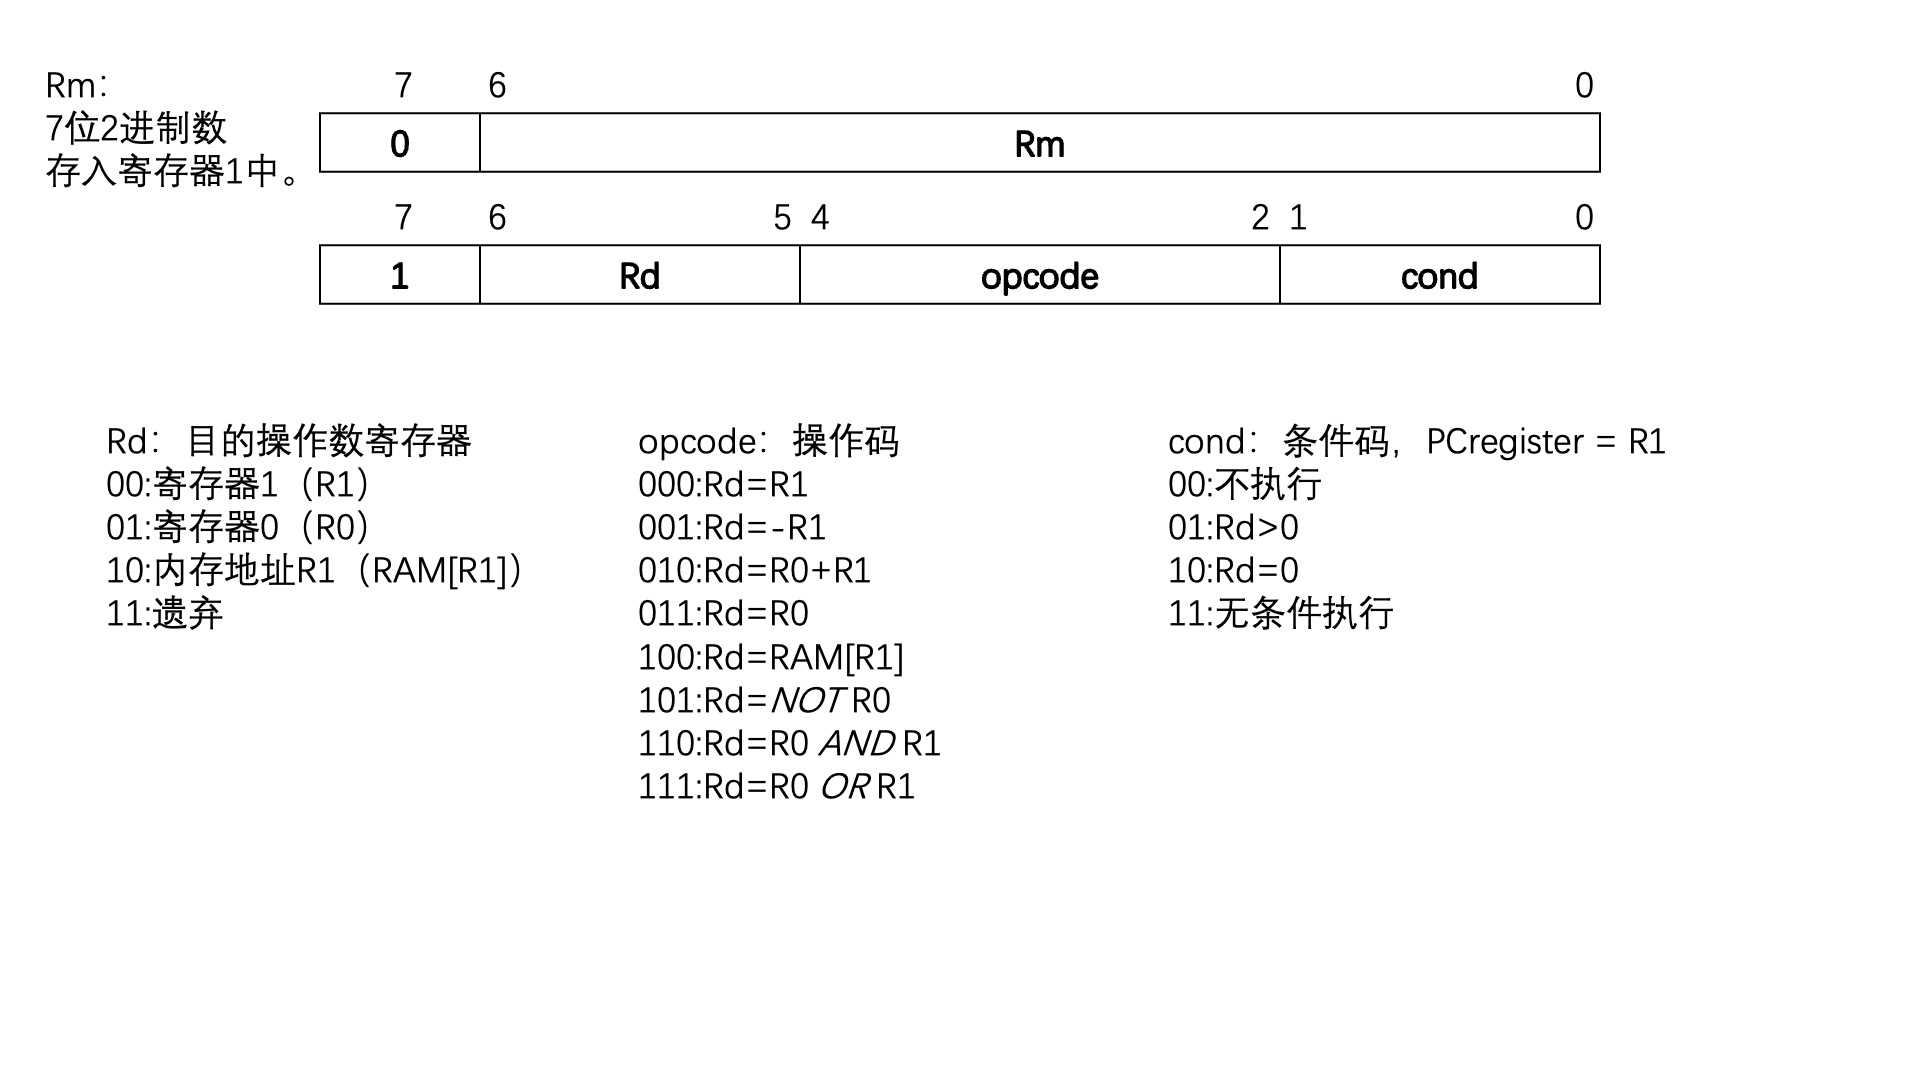 Rm：
7位2进制数
存入寄存器1中。
7 6 0
0 Rm
7 6 5 4 2 1 0
1 Rd opcode cond
Rd：目的操作数寄存器
00:寄存器1（R1）
01:寄存器0（R0）
10:内存地址R1（RAM[R1]）
11:遗弃
opcode：操作码
000:Rd=R1
001:Rd=-R1
010:Rd=R0+R1
011:Rd=R0
100:Rd=RAM[R1]
101:Rd=NOT R0
110:Rd=R0 AND R1
111:Rd=R0 OR R1
cond：条件码，PCregister = R1
00:不执行
01:Rd>0
10:Rd=0
11:无条件执行